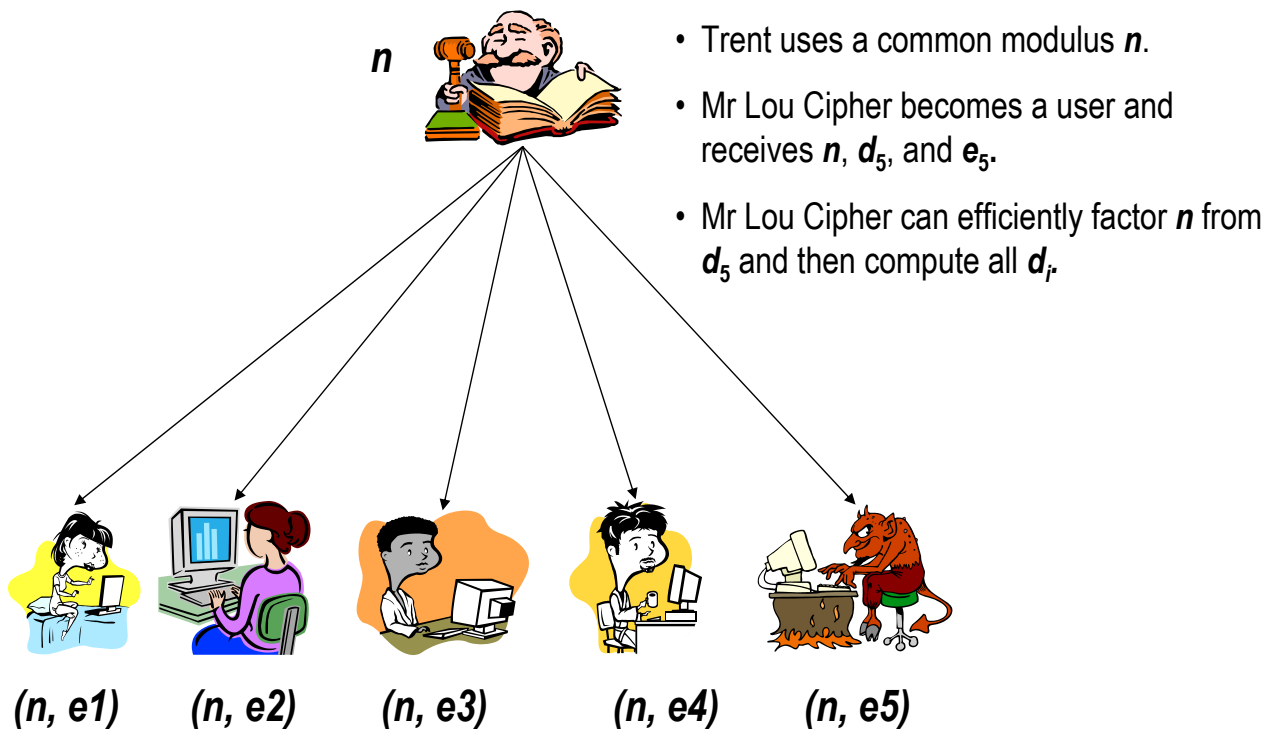 n
• Trent uses a common modulus n.
• Mr Lou Cipher becomes a user and
receives n, d₅, and e₅.
• Mr Lou Cipher can efficiently factor n from
d₅ and then compute all dᵢ.
(n, e1) (n, e2) (n, e3) (n, e4) (n, e5)